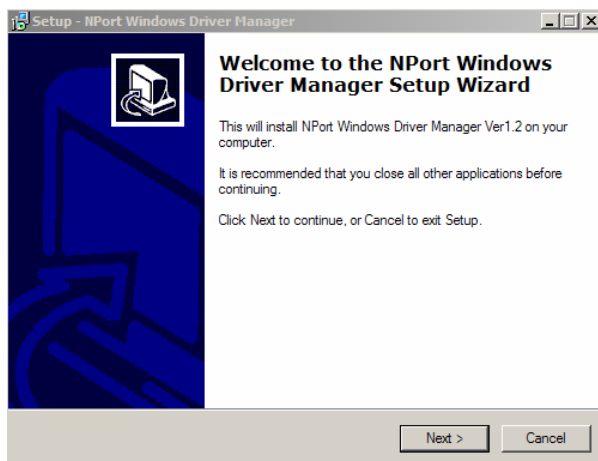 Setup - NPort Windows Driver Manager
Welcome to the NPort Windows
Driver Manager Setup Wizard
This will install NPort Windows Driver Manager Ver1.2 on your
computer.
It is recommended that you close all other applications before
continuing.
Click Next to continue, or Cancel to exit Setup.
Next > Cancel